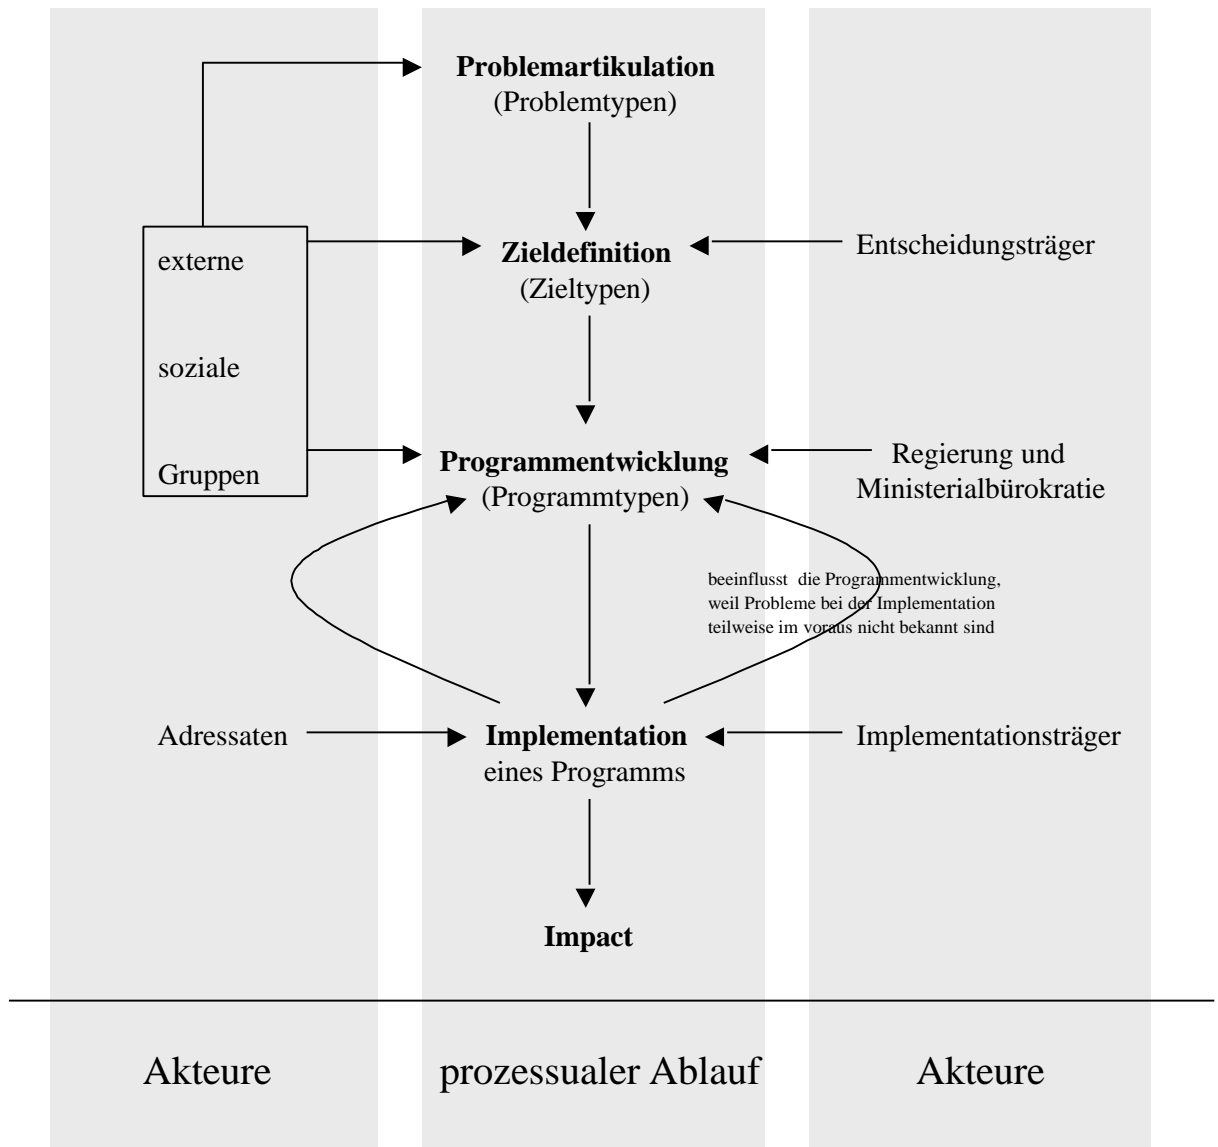 Problemartikulation
(Problemtypen)
externe
soziale
Gruppen
Zieldefinition
(Zieltypen)
Entscheidungsträger
Programmentwicklung
(Programmtypen)
Regierung und
Ministerialbürokratie
beeinflusst die Programmentwicklung,
weil Probleme bei der Implementation
teilweise im voraus nicht bekannt sind
Adressaten
Implementation
eines Programms
Implementationsträger
Impact
Akteure
prozessualer Ablauf
Akteure